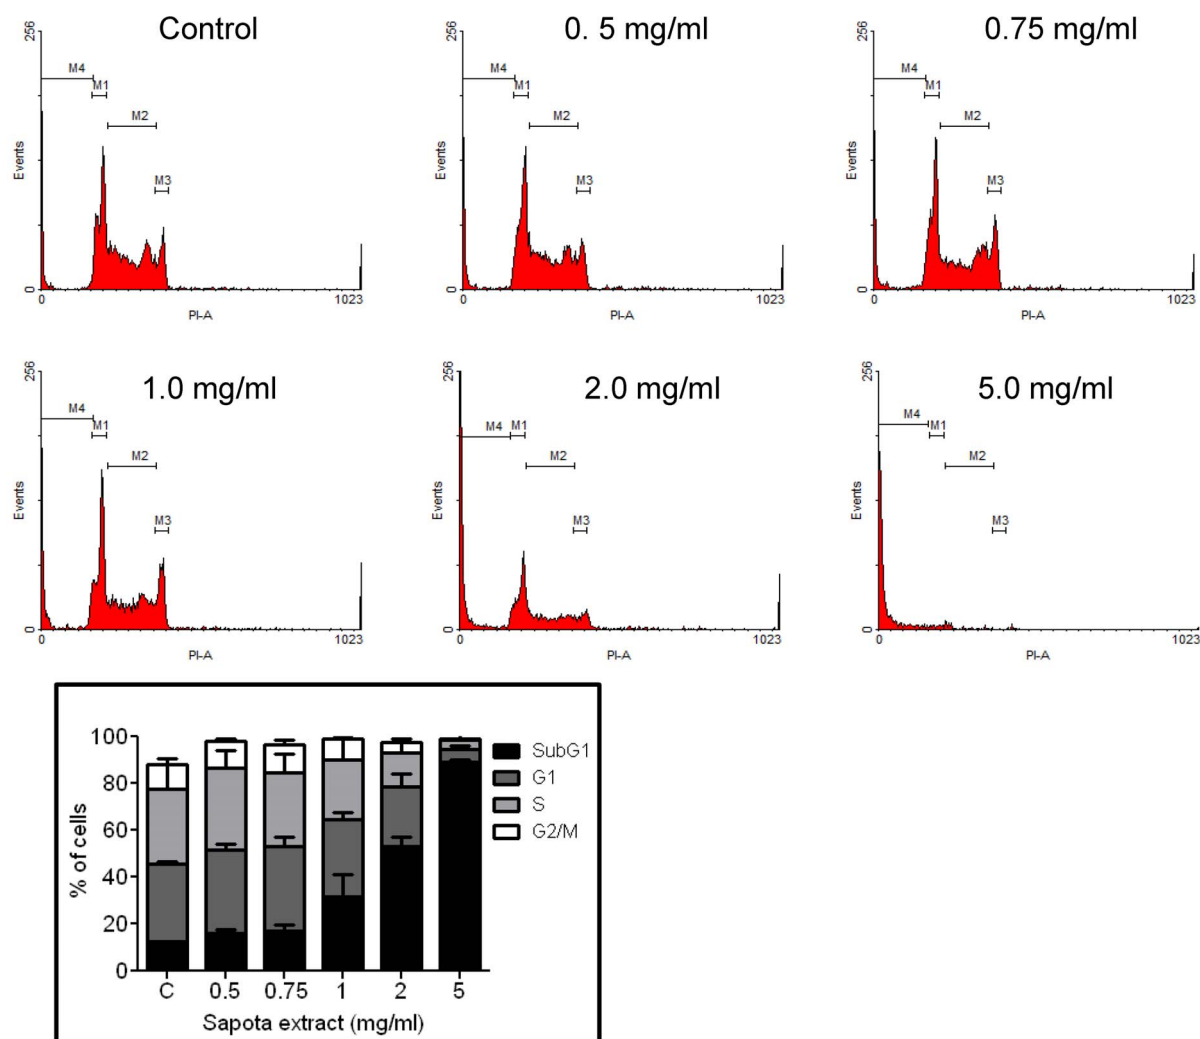 Control
256
M4
M1
M2
M3
Events
0
0
1023
PI-A
0. 5 mg/ml
256
M4
M1
M2
M3
Events
0
0
1023
PI-A
0.75 mg/ml
256
M4
M1
M2
M3
Events
0
0
1023
PI-A
1.0 mg/ml
256
M4
M1
M2
M3
Events
0
0
1023
PI-A
2.0 mg/ml
256
M4
M1
M2
M3
Events
0
0
1023
PI-A
5.0 mg/ml
256
M4
M1
M2
M3
Events
0
0
1023
PI-A
% of cells
100
80
60
40
20
0
C 0.5 0.75 1 2 5
Sapota extract (mg/ml)
SubG1
G1
S
G2/M